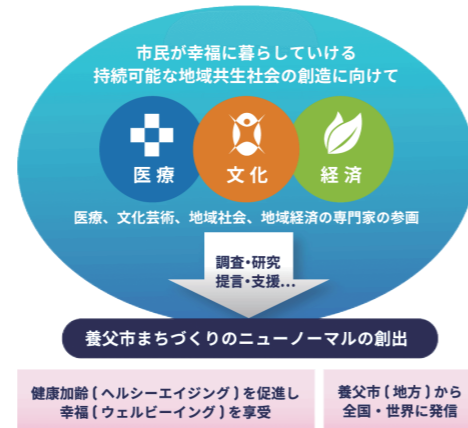 市民が幸福に暮らしていける
持続可能な地域共生社会の創造に向けて
医療
文化
経済
医療、文化芸術、地域社会、地域経済の専門家の参画
調査・研究
提言・支援…
養父市まちづくりのニューノーマルの創出
健康加齢(ヘルシーエイジング)を促進し
幸福(ウェルビーイング)を享受
養父市(地方)から
全国・世界に発信